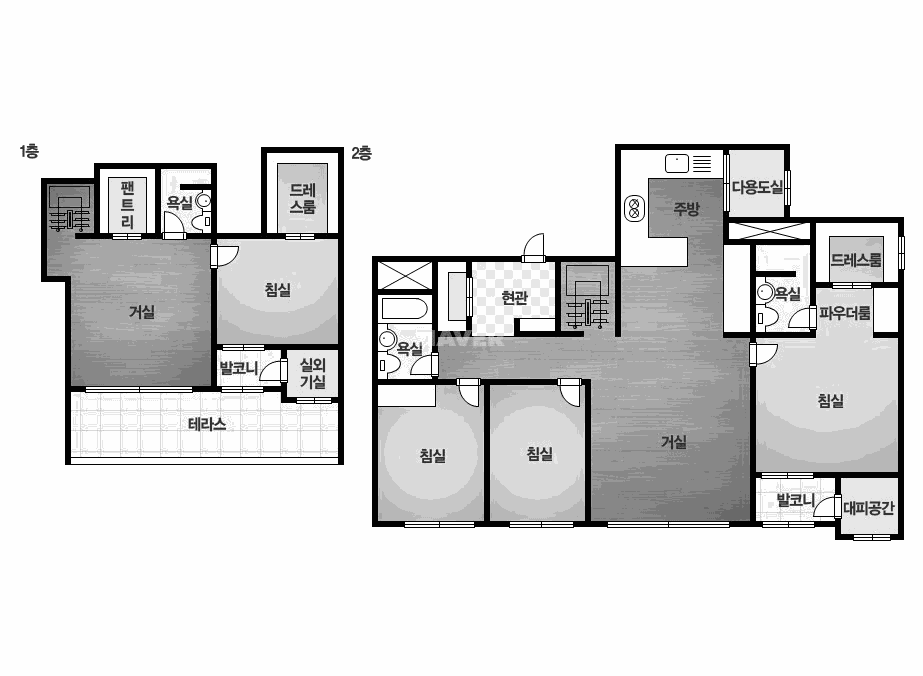 1층
2층
팬
트
리
욕실
드레
스룸
침실
거실
발코니
실외
기실
테라스
다용도실
주방
드레스룸
현관
욕실
파우더룸
욕실
침실
침실
침실
거실
발코니
대피공간
NAVER